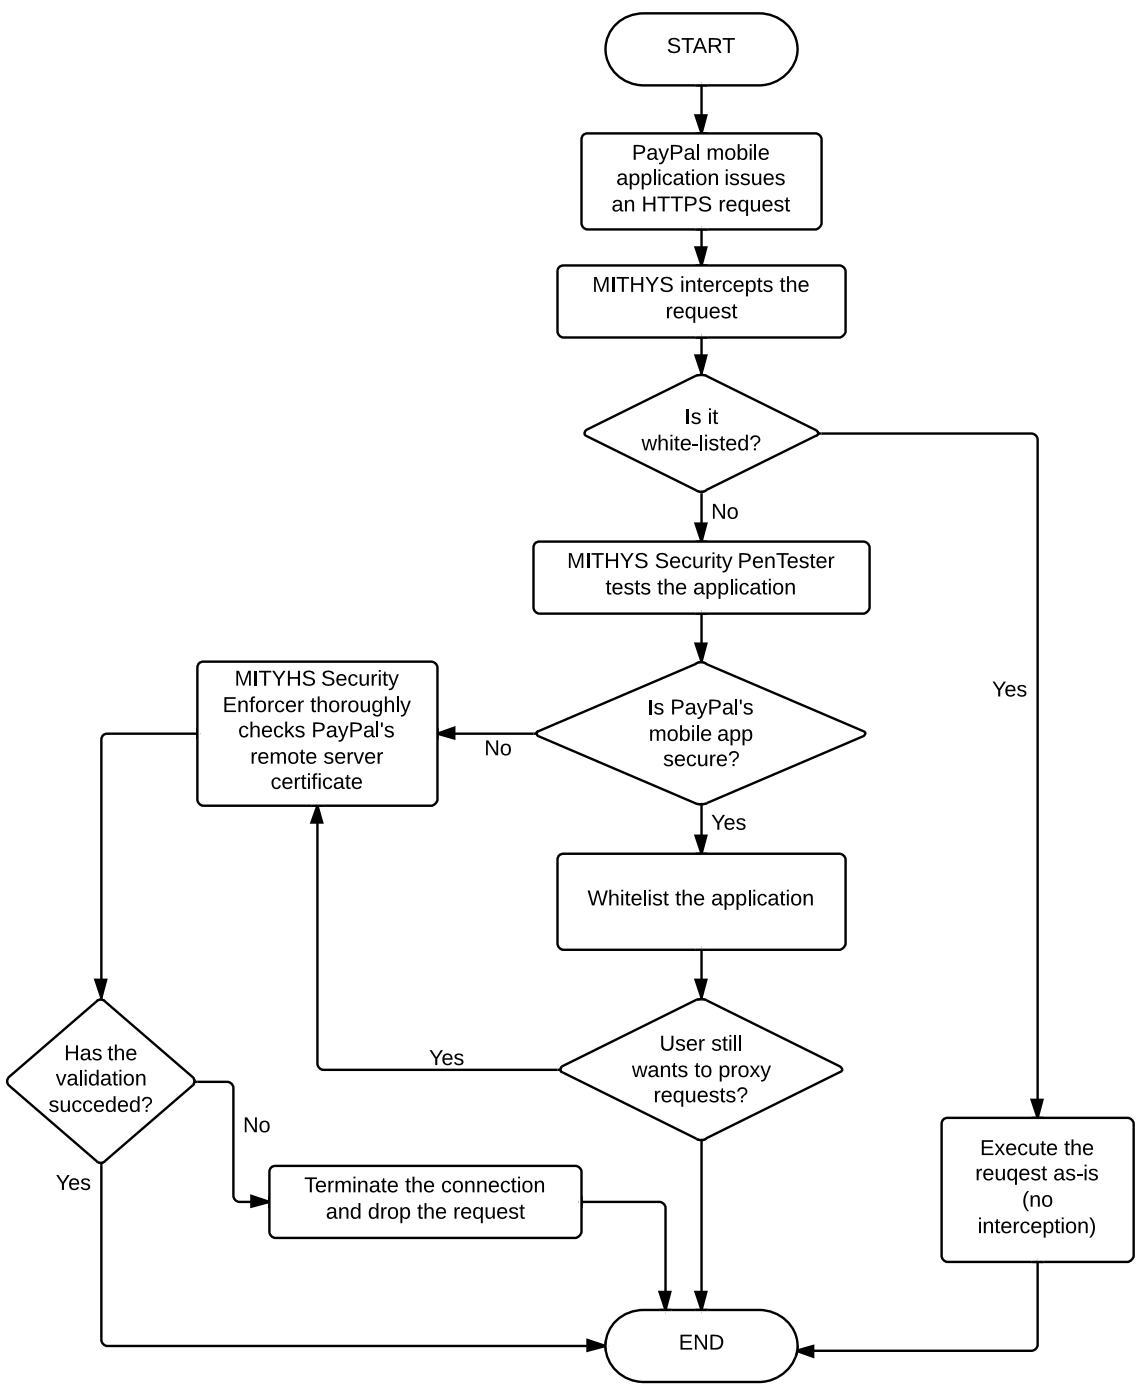 START
PayPal mobile
application issues
an HTTPS request
MITHYS intercepts the
request
Is it
white-listed?
No
Yes
MITHYS Security PenTester
tests the application
MITYHS Security
Enforcer thoroughly
checks PayPal's
remote server
certificate
No
Is PayPal's
mobile app
secure?
Yes
Whitelist the application
User still
wants to proxy
requests?
Yes
Has the
validation
succeded?
No
Yes
Terminate the connection
and drop the request
Execute the
reuqest as-is
(no
interception)
END